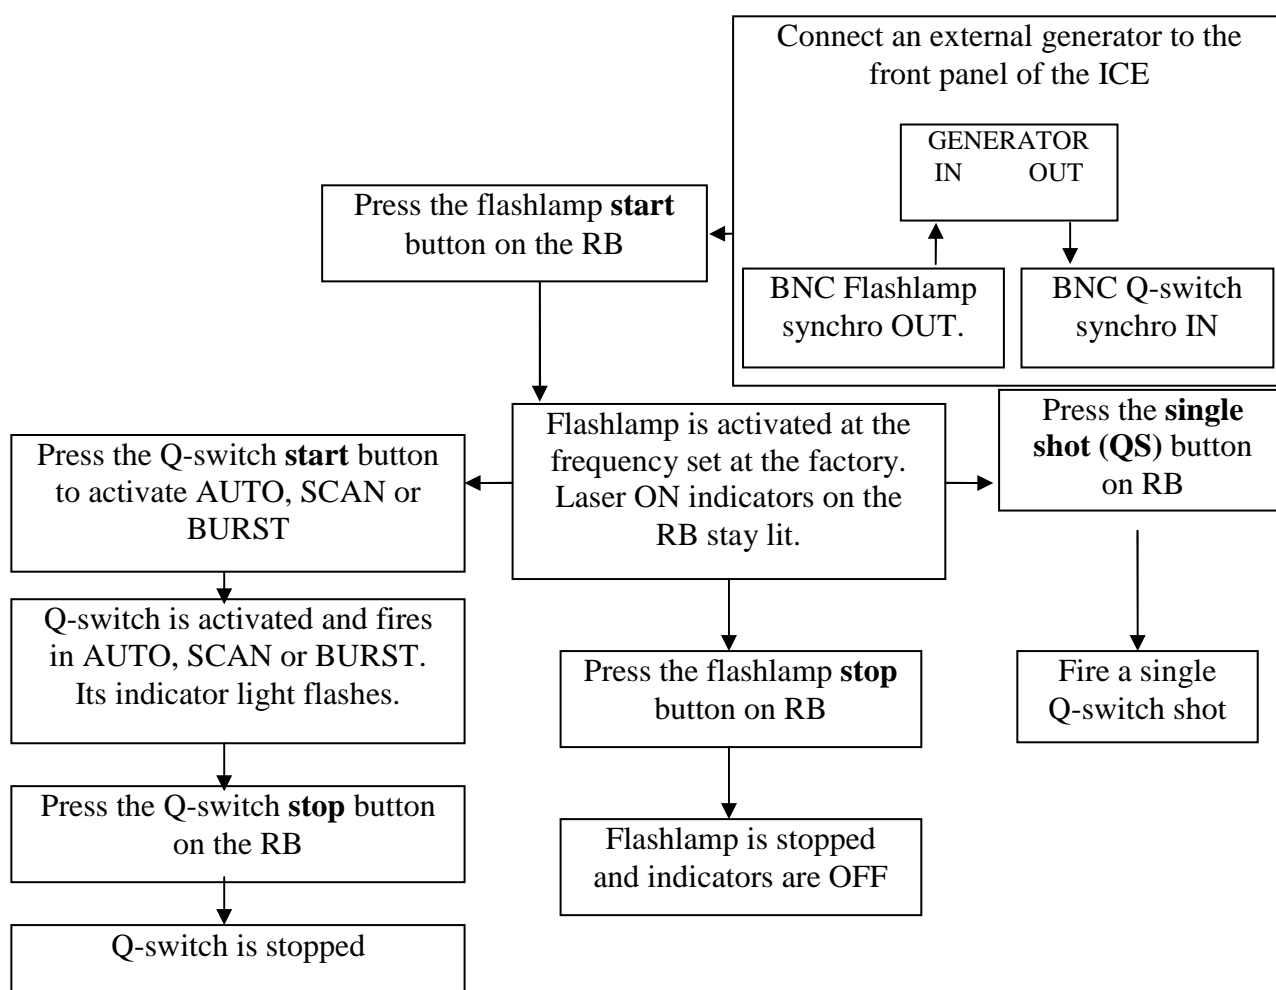 Connect an external generator to the
front panel of the ICE
GENERATOR
IN OUT
BNC Flashlamp
synchro OUT.
BNC Q-switch
synchro IN
Press the flashlamp start
button on the RB
Flashlamp is activated at the
frequency set at the factory.
Laser ON indicators on the
RB stay lit.
Press the Q-switch start button
to activate AUTO, SCAN or
BURST
Q-switch is activated and fires
in AUTO, SCAN or BURST.
Its indicator light flashes.
Press the Q-switch stop button
on the RB
Q-switch is stopped
Press the flashlamp stop
button on RB
Flashlamp is stopped
and indicators are OFF
Press the single
shot (QS) button
on RB
Fire a single
Q-switch shot